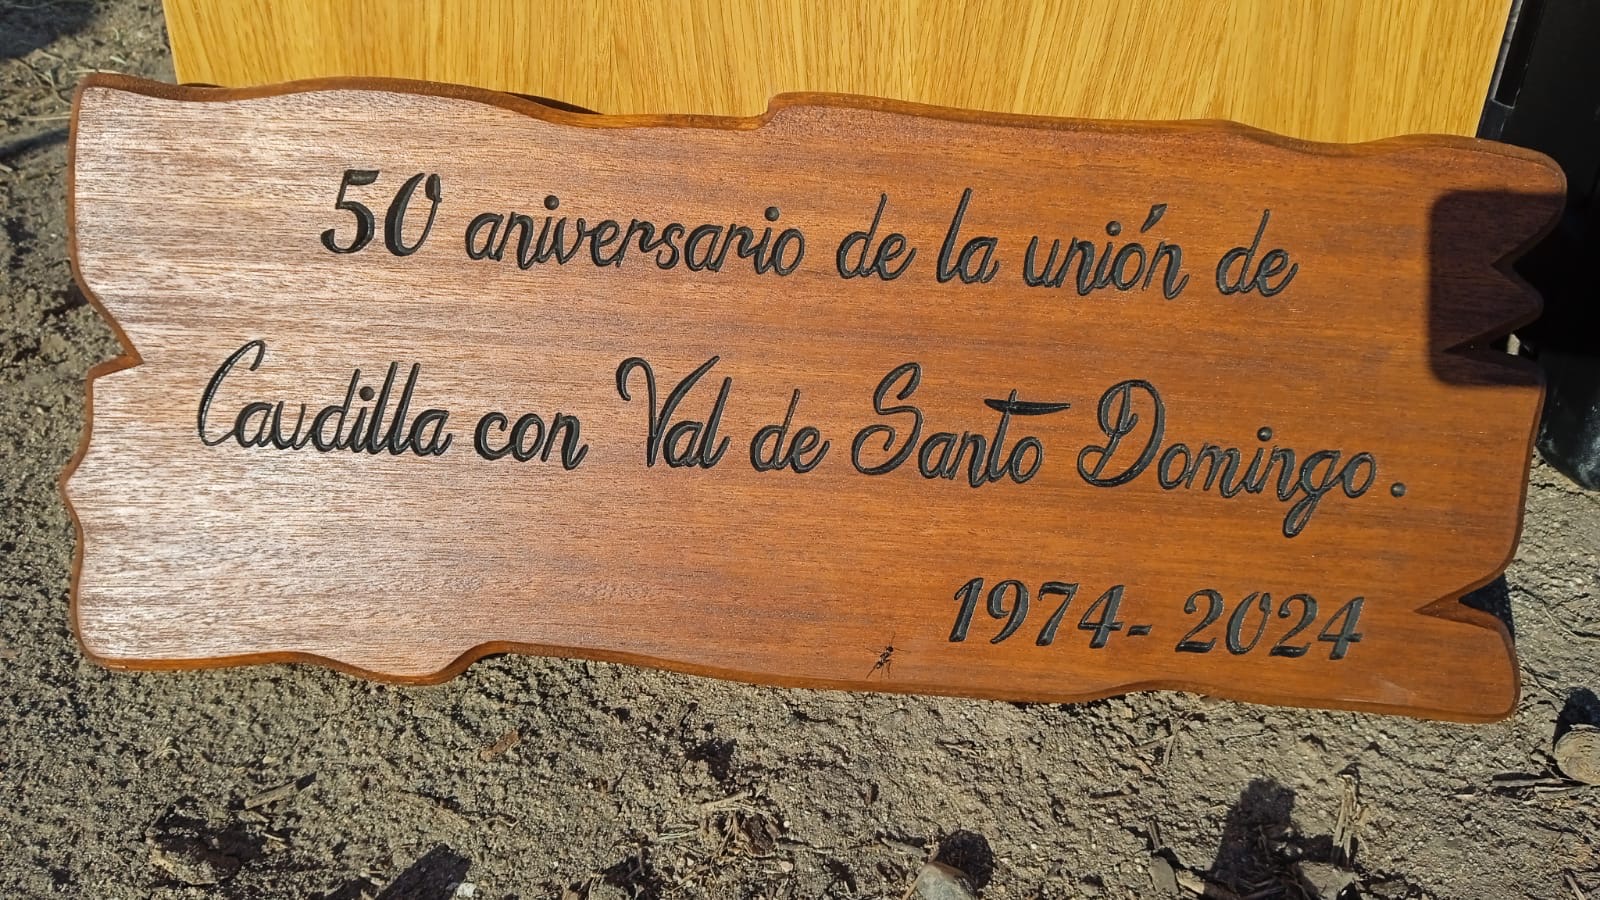 50 aniversario de la unión de
Caudilla con Val de Santo Domingo.
1974- 2024